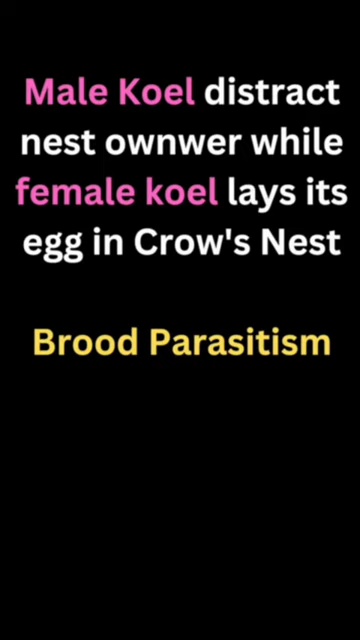 Male Koel distract
nest ownwer while
female koel lays its
egg in Crow's Nest
Brood Parasitism